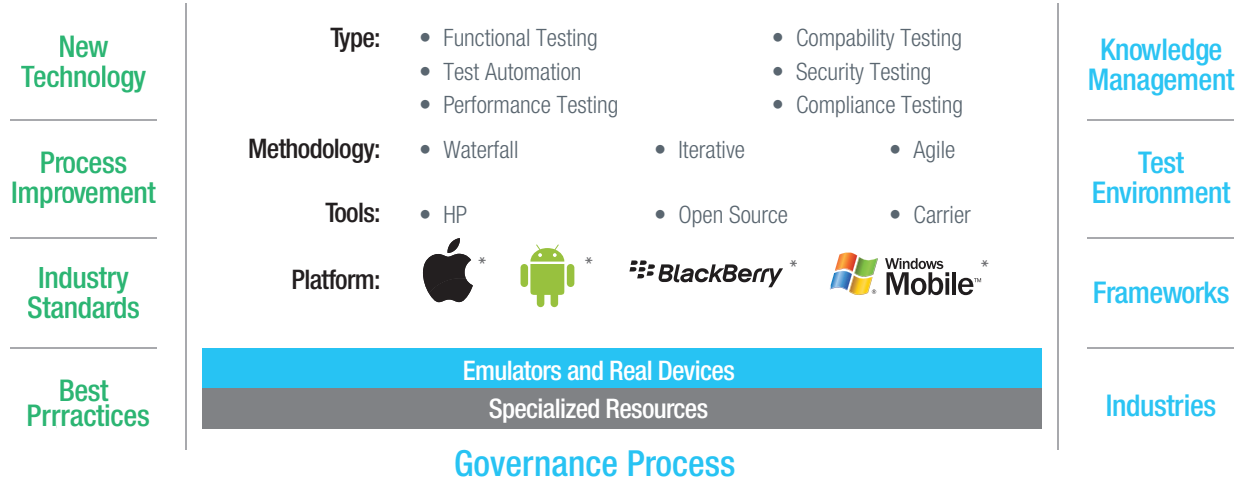 New
Technology
Process
Improvement
Industry
Standards
Best
Prrractices
Type:
• Functional Testing
• Compability Testing
• Test Automation
• Security Testing
• Performance Testing
• Compliance Testing
Methodology:
• Waterfall
• Iterative
• Agile
Tools:
• HP
• Open Source
• Carrier
Platform:
*
*
BlackBerry *
Windows
Mobile™ *
®
Emulators and Real Devices
Specialized Resources
Governance Process
Knowledge
Management
Test
Environment
Frameworks
Industries